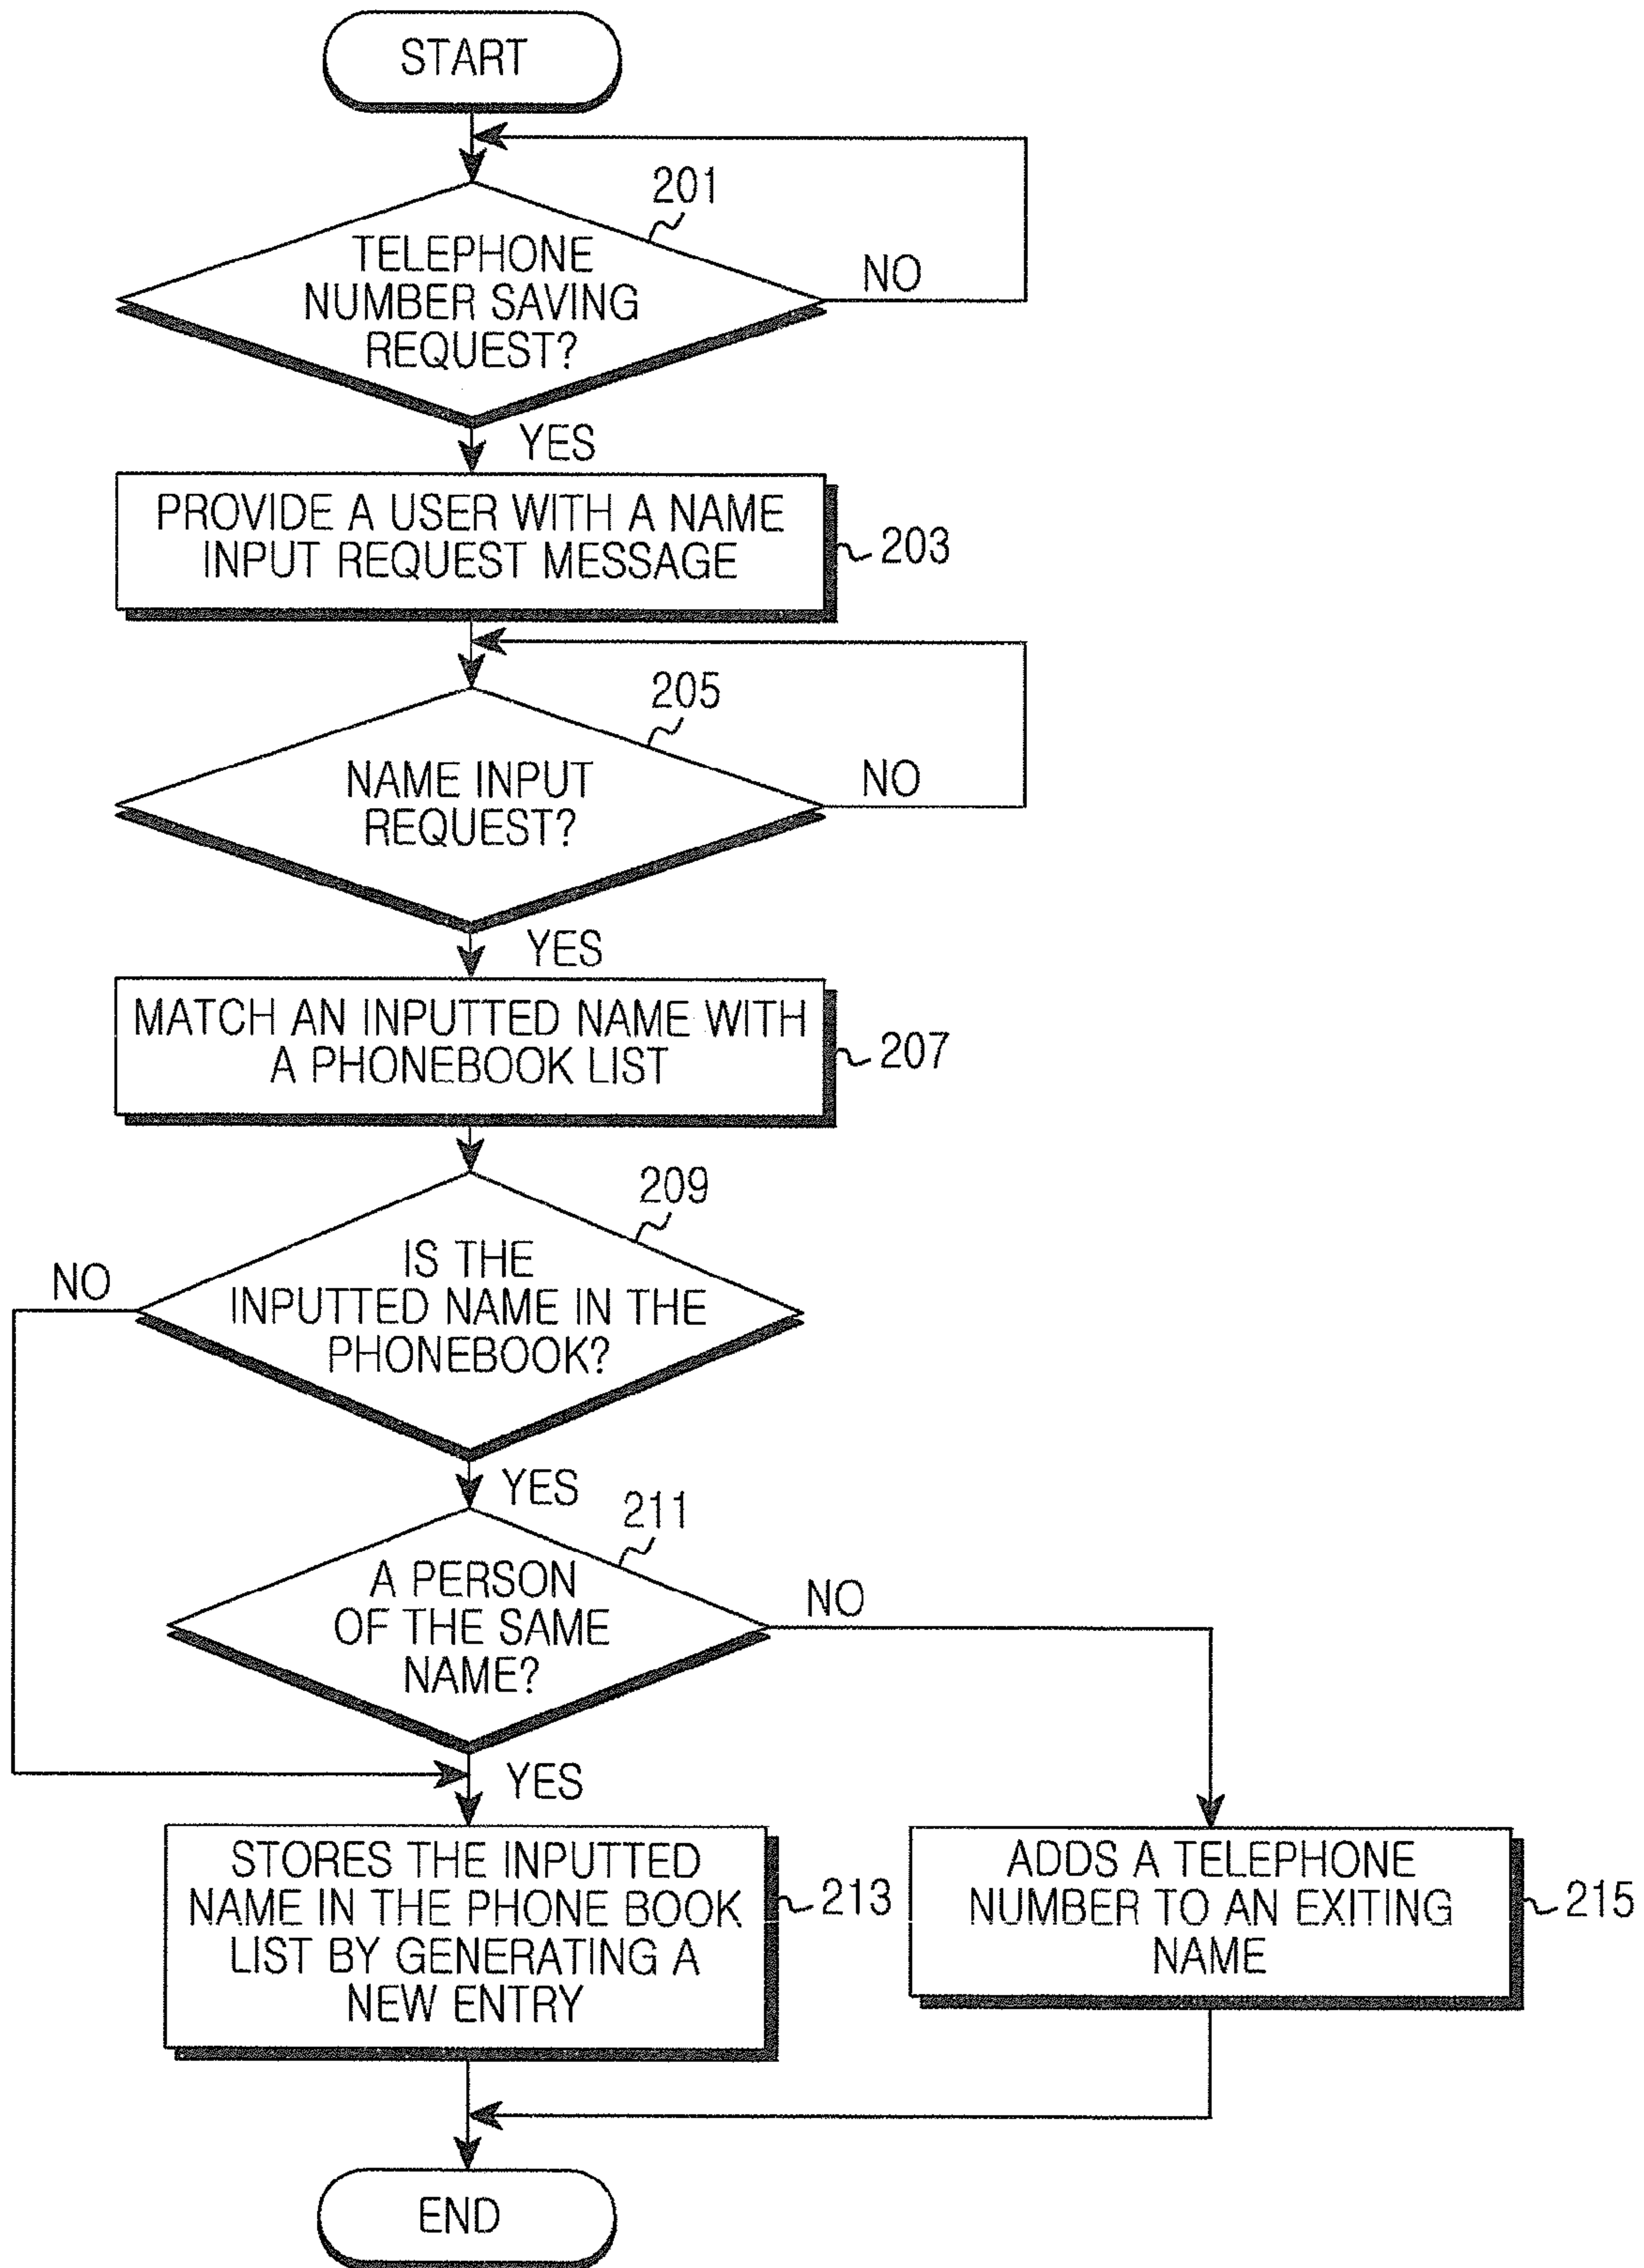 START
201
TELEPHONE
NUMBER SAVING
REQUEST?
NO
YES
PROVIDE A USER WITH A NAME
INPUT REQUEST MESSAGE
203
205
NAME INPUT
REQUEST?
NO
YES
MATCH AN INPUTTED NAME WITH
A PHONEBOOK LIST
207
209
IS THE
INPUTTED NAME IN THE
PHONEBOOK?
NO
YES
211
A PERSON
OF THE SAME
NAME?
NO
YES
STORES THE INPUTTED
NAME IN THE PHONE BOOK
LIST BY GENERATING A
NEW ENTRY
213
ADDS A TELEPHONE
NUMBER TO AN EXITING
NAME
215
END